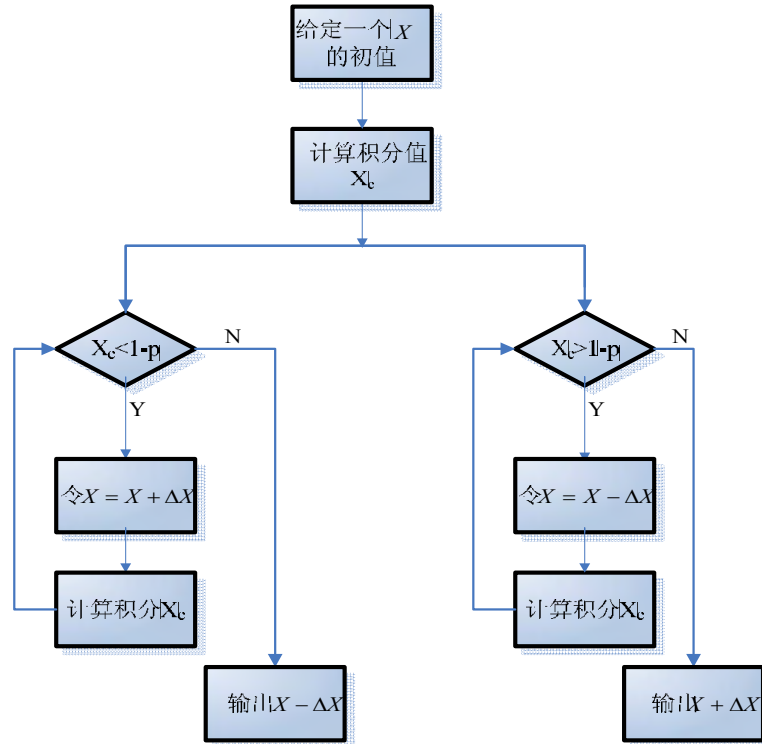 给定一个X
的初值
计算积分值
Xc
Xc<1-p
N
Y
令X = X + ΔX
计算积分Xc
输出X − ΔX
Xc>1-p
N
Y
令X = X − ΔX
计算积分Xc
输出X + ΔX